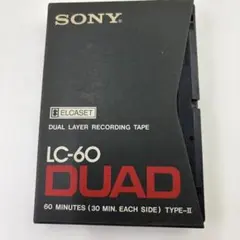 SONY
ELCASET
DUAL LAYER RECORDING TAPE
LC-60
DUAD
60 MINUTES (30 MIN. EACH SIDE) TYPE-II